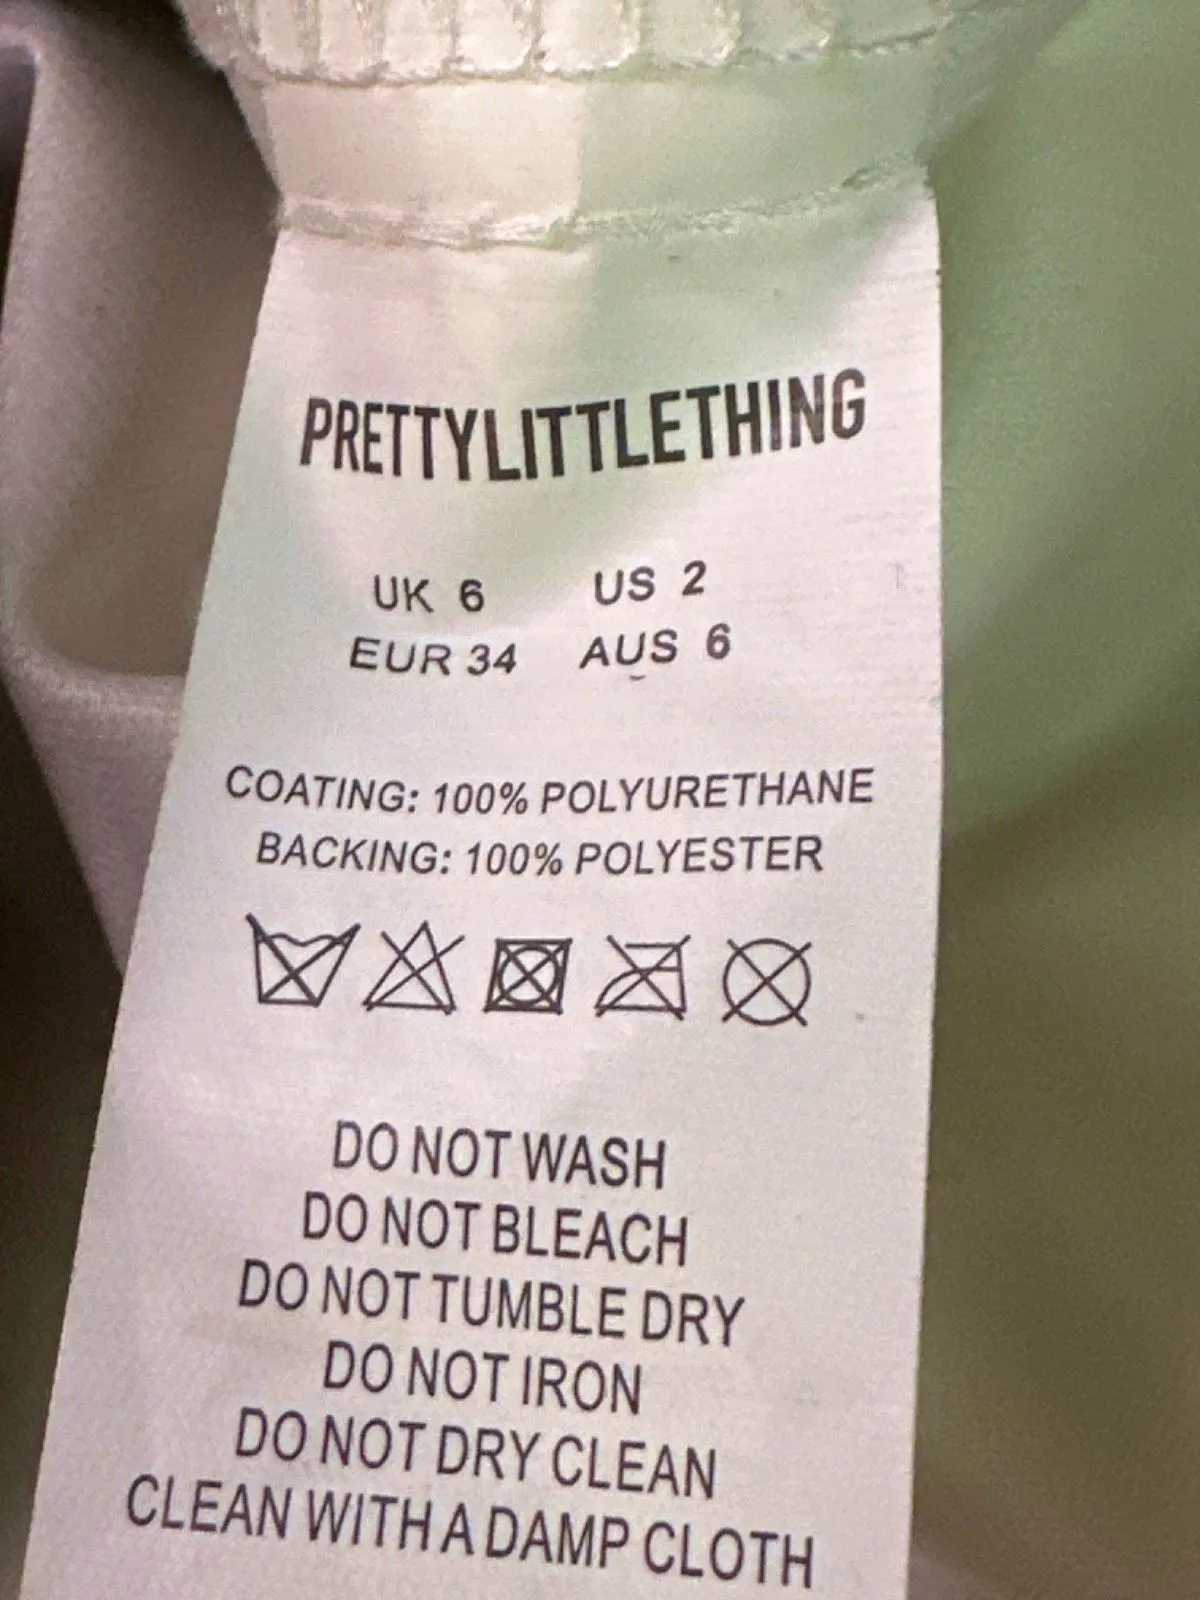 PRETTYLITTLETHING
UK 6 US 2
EUR 34 AUS 6
COATING: 100% POLYURETHANE
BACKING: 100% POLYESTER
DO NOT WASH
DO NOT BLEACH
DO NOT TUMBLE DRY
DO NOT IRON
DO NOT DRY CLEAN
CLEAN WITH A DAMP CLOTH